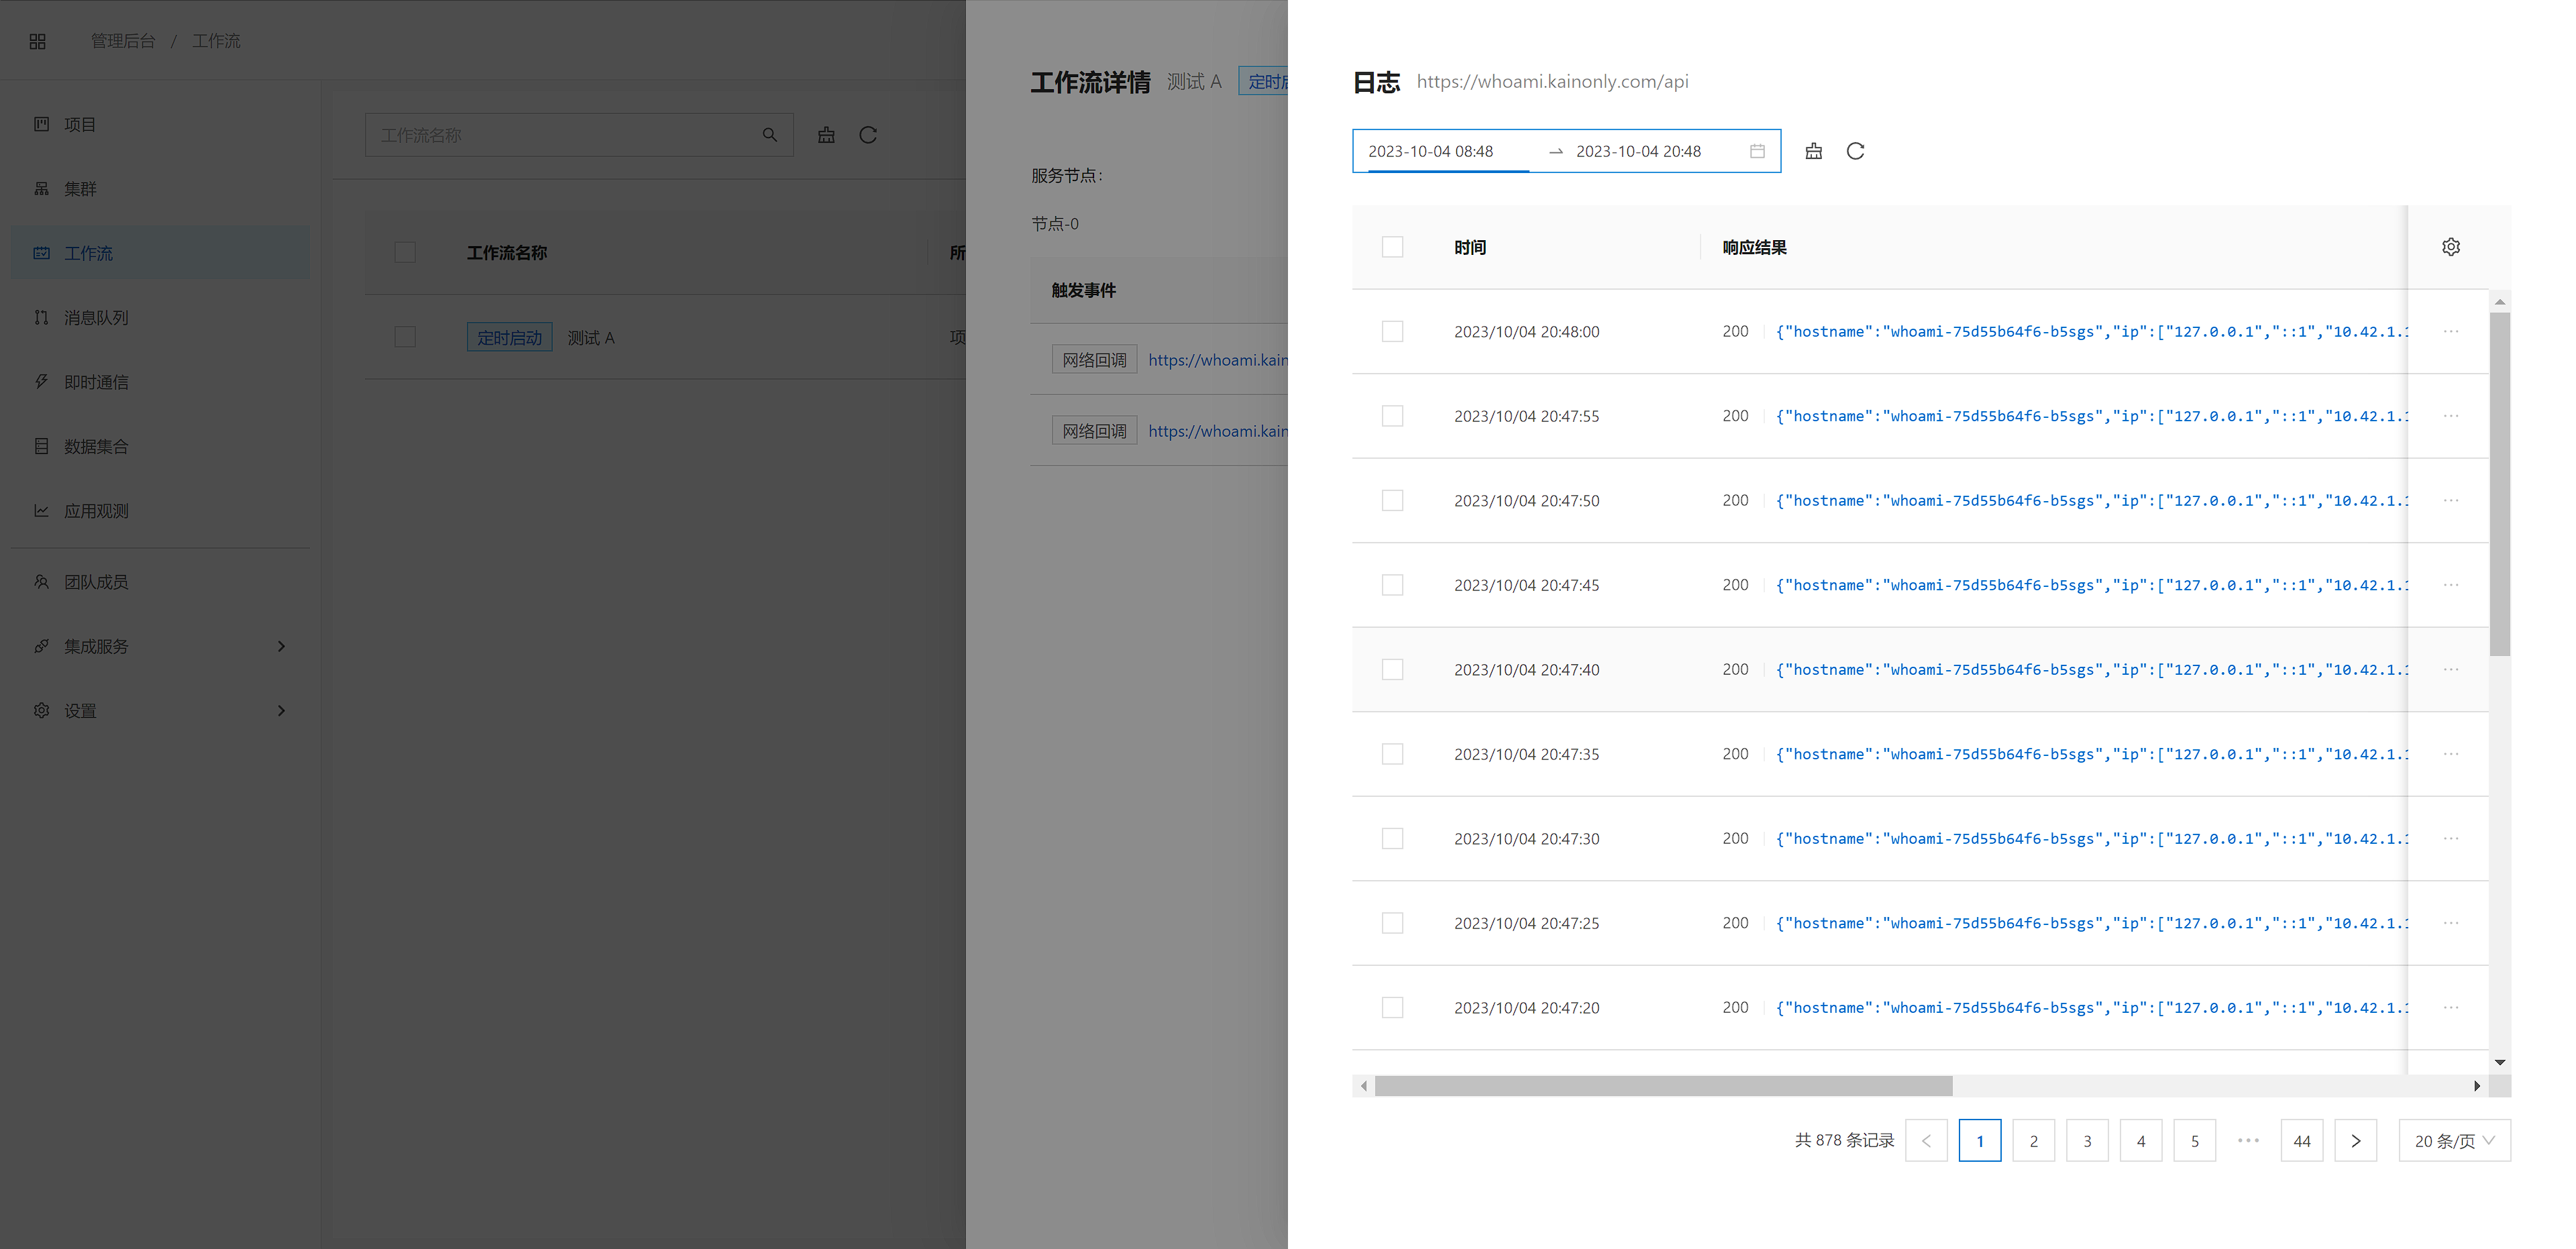 管理后台 / 工作流
项目
集群
工作流
消息队列
即时通信
数据集合
应用观测
团队成员
集成服务
设置
工作流名称
工作流名称 所
定时启动 测试 A 项
工作流详情 测试 A 定时启
服务节点:
节点-0
触发事件
网络回调 https://whoami.kain
网络回调 https://whoami.kain
日志 https://whoami.kainonly.com/api
2023-10-04 08:48 → 2023-10-04 20:48
时间 响应结果
2023/10/04 20:48:00 200 {"hostname":"whoami-75d55b64f6-b5sgs","ip":["127.0.0.1","::1","10.42.1.1 ···
2023/10/04 20:47:55 200 {"hostname":"whoami-75d55b64f6-b5sgs","ip":["127.0.0.1","::1","10.42.1.1 ···
2023/10/04 20:47:50 200 {"hostname":"whoami-75d55b64f6-b5sgs","ip":["127.0.0.1","::1","10.42.1.1 ···
2023/10/04 20:47:45 200 {"hostname":"whoami-75d55b64f6-b5sgs","ip":["127.0.0.1","::1","10.42.1.1 ···
2023/10/04 20:47:40 200 {"hostname":"whoami-75d55b64f6-b5sgs","ip":["127.0.0.1","::1","10.42.1.1 ···
2023/10/04 20:47:35 200 {"hostname":"whoami-75d55b64f6-b5sgs","ip":["127.0.0.1","::1","10.42.1.1 ···
2023/10/04 20:47:30 200 {"hostname":"whoami-75d55b64f6-b5sgs","ip":["127.0.0.1","::1","10.42.1.1 ···
2023/10/04 20:47:25 200 {"hostname":"whoami-75d55b64f6-b5sgs","ip":["127.0.0.1","::1","10.42.1.1 ···
2023/10/04 20:47:20 200 {"hostname":"whoami-75d55b64f6-b5sgs","ip":["127.0.0.1","::1","10.42.1.1 ···
共 878 条记录 < 1 2 3 4 5 ••• 44 > 20 条/页